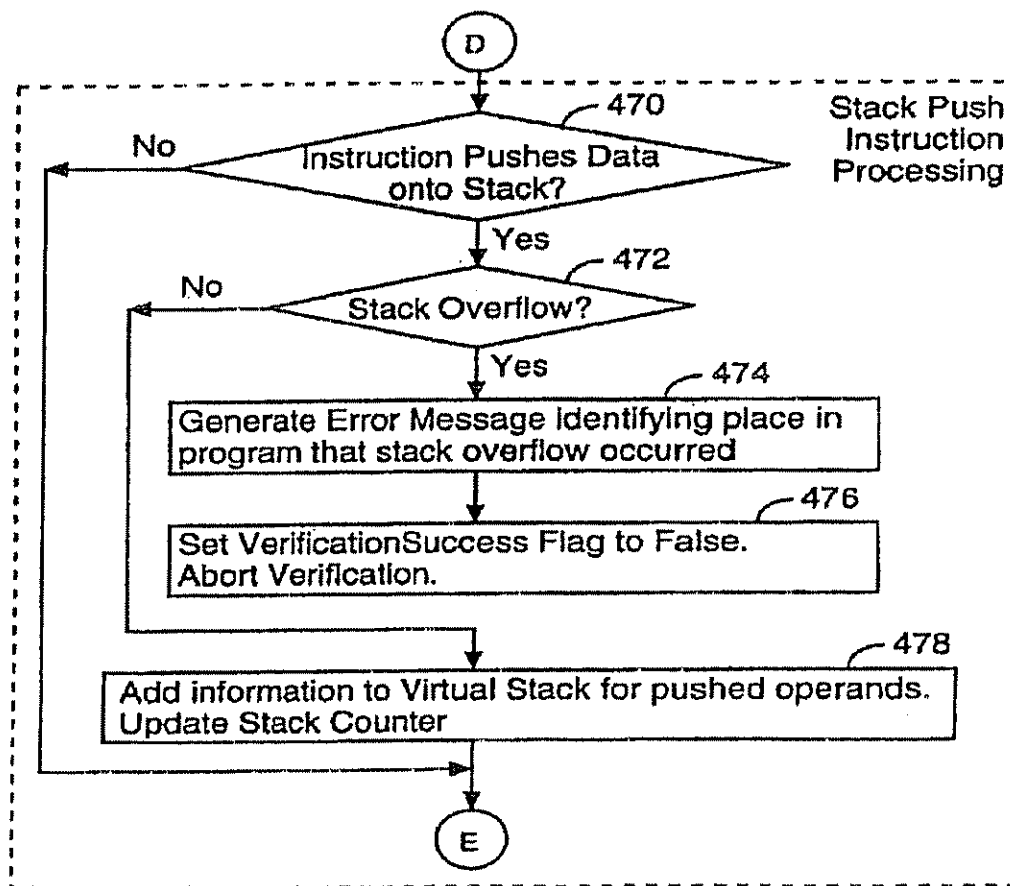 D
470
Stack Push
Instruction
Processing
No
Instruction Pushes Data
onto Stack?
Yes
472
No
Stack Overflow?
Yes
474
Generate Error Message identifying place in
program that stack overflow occurred
476
Set VerificationSuccess Flag to False.
Abort Verification.
478
Add information to Virtual Stack for pushed operands.
Update Stack Counter
E